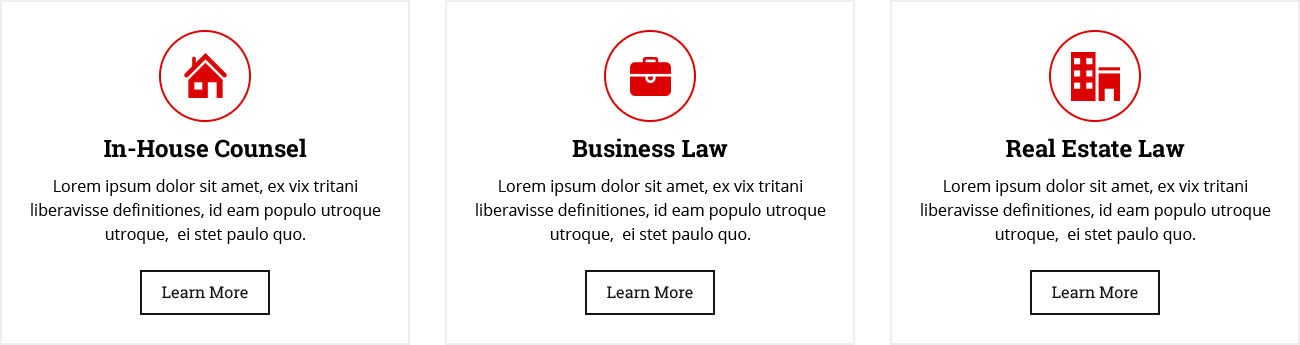 In-House Counsel
Lorem ipsum dolor sit amet, ex vix tritani
liberavisse definitiones, id eam populo utroque
utroque,  ei stet paulo quo.
Learn More
Business Law
Lorem ipsum dolor sit amet, ex vix tritani
liberavisse definitiones, id eam populo utroque
utroque,  ei stet paulo quo.
Learn More
Real Estate Law
Lorem ipsum dolor sit amet, ex vix tritani
liberavisse definitiones, id eam populo utroque
utroque,  ei stet paulo quo.
Learn More